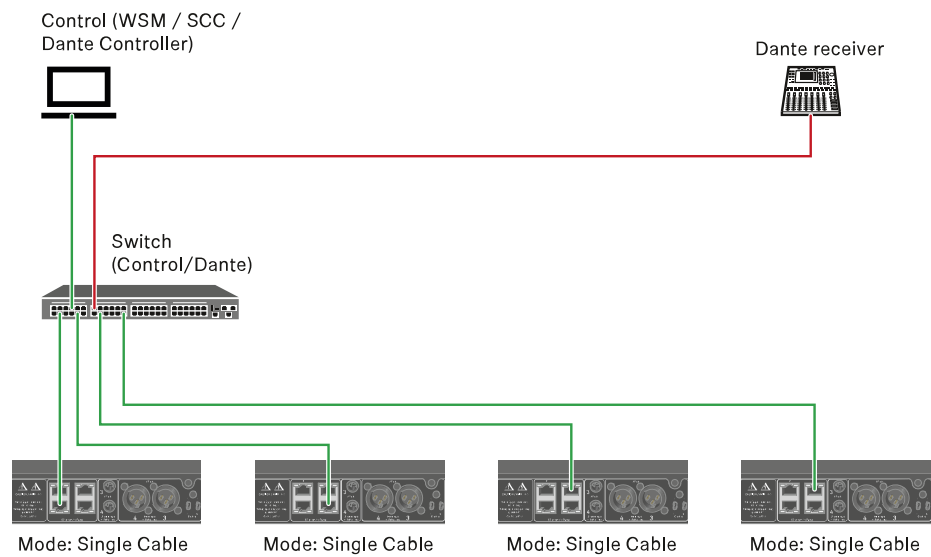 Control (WSM / SCC /
Dante Controller)
Dante receiver
Switch
(Control/Dante)
Mode: Single Cable
Mode: Single Cable
Mode: Single Cable
Mode: Single Cable